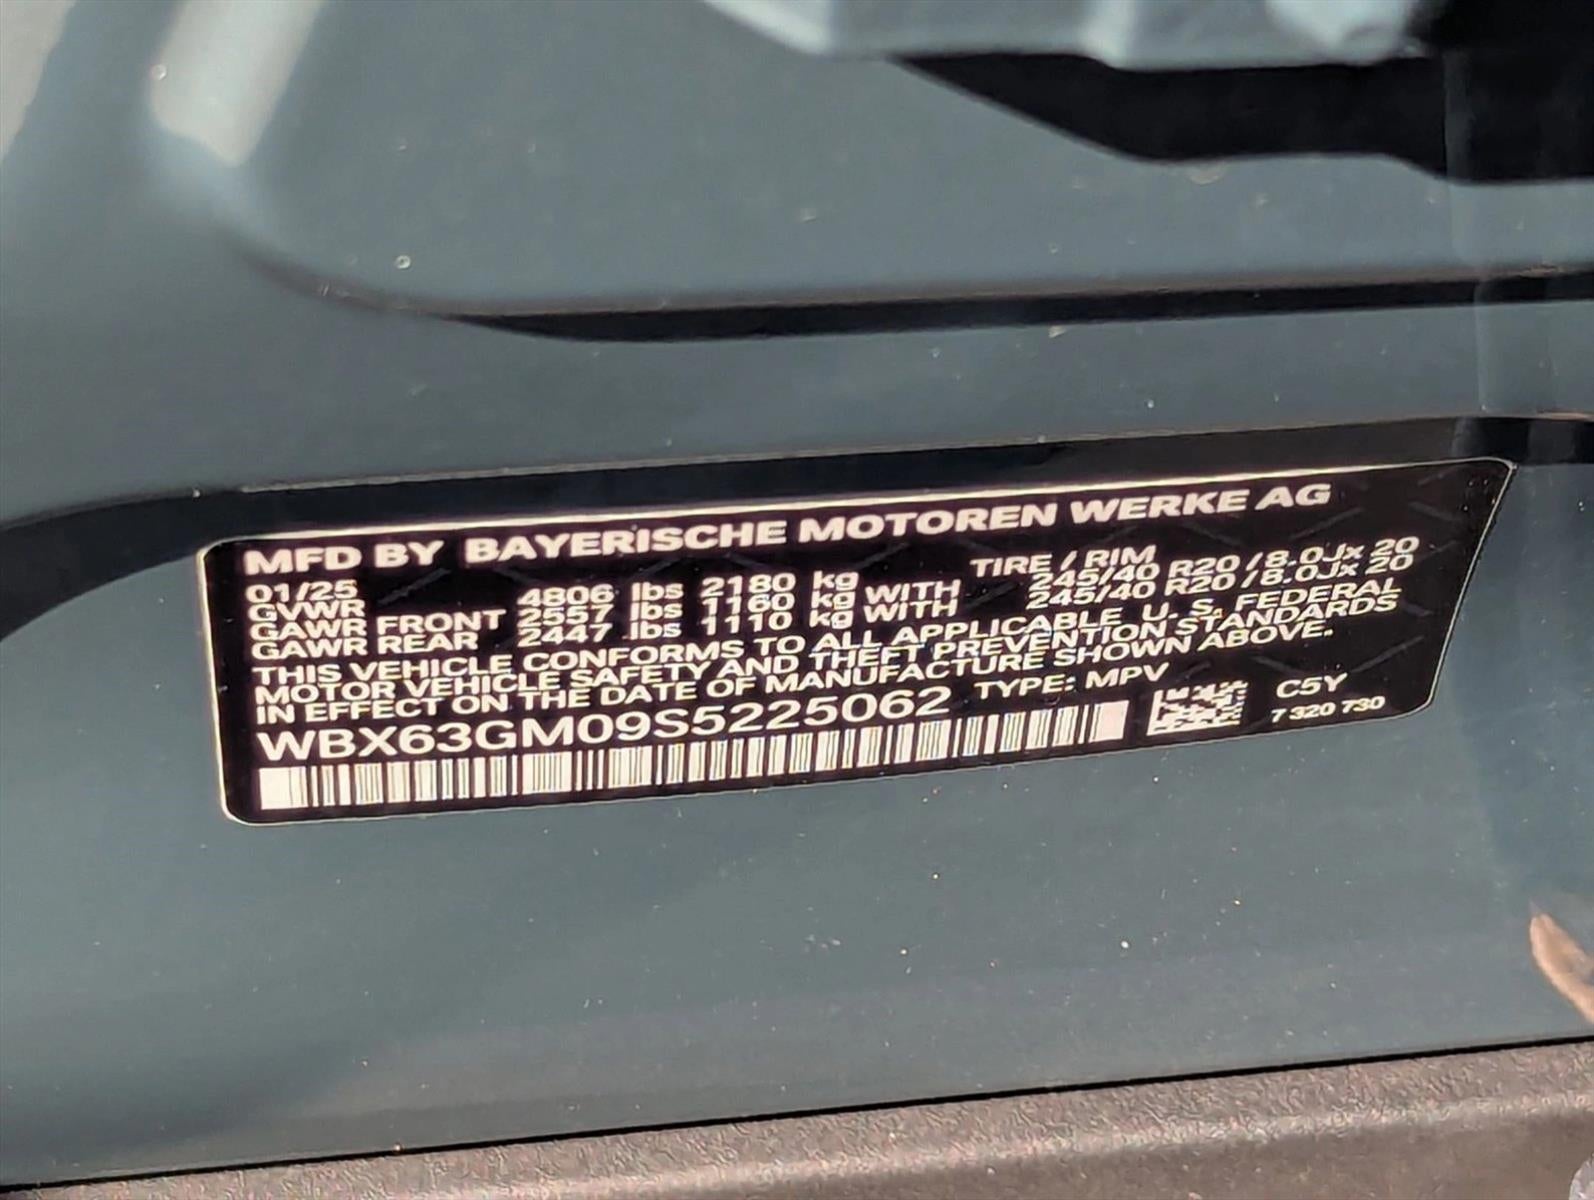 MFD BY BAYERISCHE MOTOREN WERKE AG
01/25 TIRE / RIM
GVWR 4806 lbs 2180 kg
GAWR FRONT 2557 lbs 1160 kg WITH 245/40 R20 / 8.0Jx 20
GAWR REAR 2447 lbs 1110 kg WITH 245/40 R20 / 8.0Jx 20
THIS VEHICLE CONFORMS TO ALL APPLICABLE U. S. FEDERAL
MOTOR VEHICLE SAFETY AND THEFT PREVENTION STANDARDS
IN EFFECT ON THE DATE OF MANUFACTURE SHOWN ABOVE.
WBX63GM09S5225062 TYPE: MPV
C5Y
7 320 730